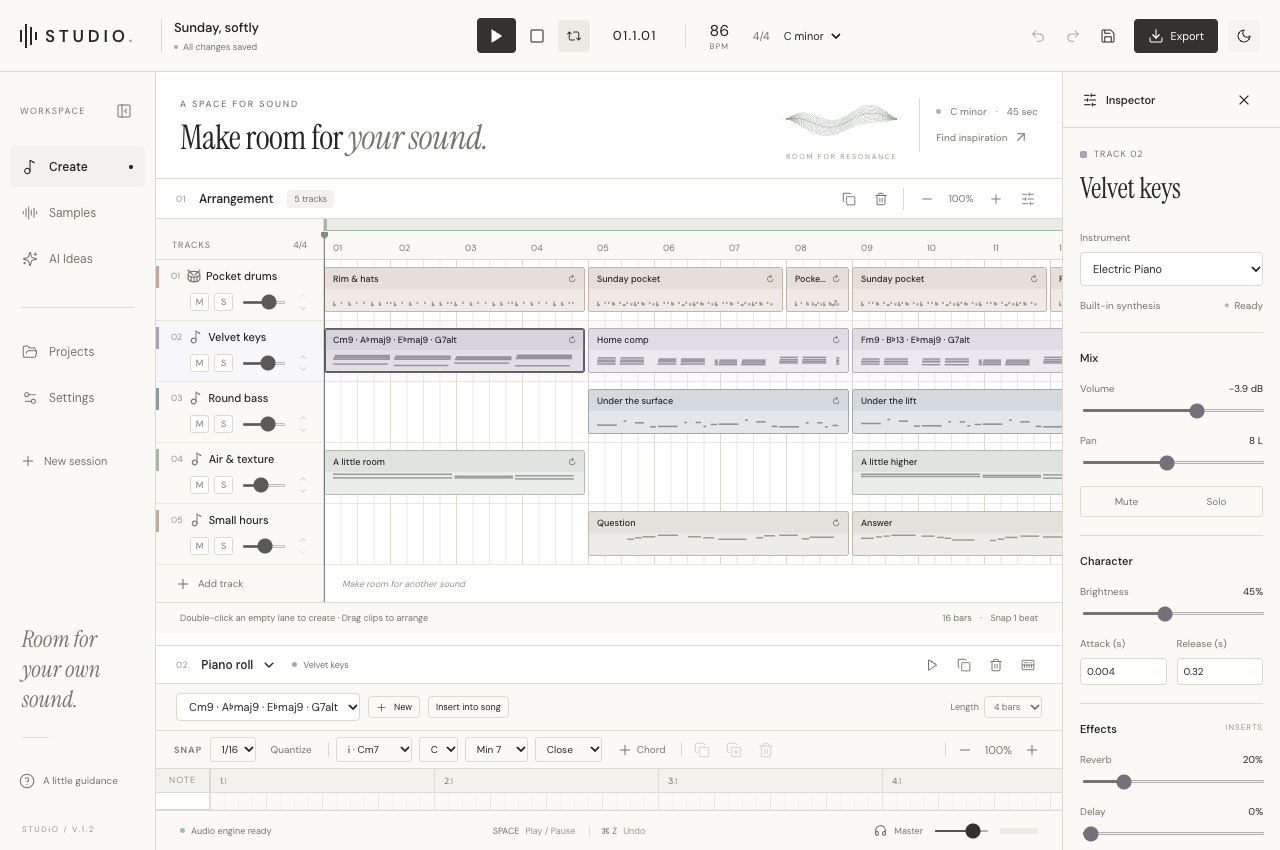 STUDIO.
Sunday, softly
All changes saved
01.1.01
86
BPM
4/4
C minor
Export
WORKSPACE
Create
Samples
AI Ideas
Projects
Settings
New session
Room for
your own
sound.
A little guidance
STUDIO / V.1.2
A SPACE FOR SOUND
Make room for your sound.
ROOM FOR RESONANCE
C minor · 45 sec
Find inspiration
01 Arrangement 5 tracks
100%
TRACKS 4/4
01 02 03 04 05 06 07 08 09 10 11
01 Pocket drums
M S
Rim & hats
Sunday pocket
Pocke...
Sunday pocket
02 Velvet keys
M S
Cm9 · A♭maj9 · E♭maj9 · G7alt
Home comp
Fm9 · B♭13 · E♭maj9 · G7alt
03 Round bass
M S
Under the surface
Under the lift
04 Air & texture
M S
A little room
A little higher
05 Small hours
M S
Question
Answer
Add track
Make room for another sound.
Double-click an empty lane to create · Drag clips to arrange
16 bars · Snap 1 beat
02 Piano roll
Velvet keys
Cm9 · A♭maj9 · E♭maj9 · G7alt
New
Insert into song
Length 4 bars
SNAP 1/16 Quantize i · Cm7 C Min 7 Close Chord
100%
NOTE 1.1 2.1 3.1 4.1
Audio engine ready
SPACE Play / Pause
⌘ Z Undo
Master
Inspector
TRACK 02
Velvet keys
Instrument
Electric Piano
Built-in synthesis Ready
Mix
Volume −3.9 dB
Pan 8 L
Mute Solo
Character
Brightness 45%
Attack (s) Release (s)
0.004 0.32
Effects INSERTS
Reverb 20%
Delay 0%